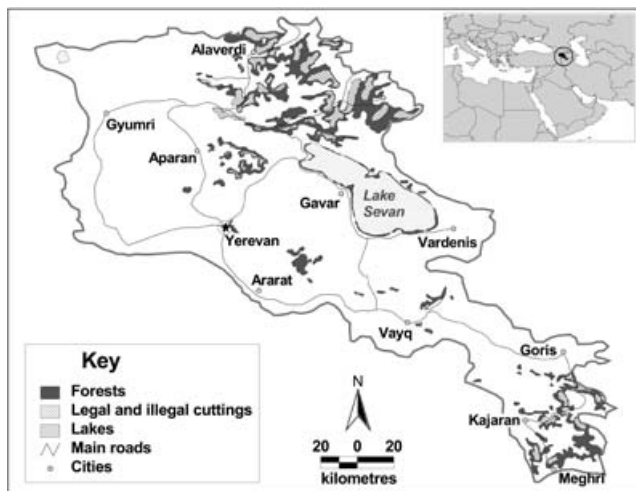 Alaverdi
Gyumri
Aparan
Gavar
Lake
Sevan
Yerevan
Vardenis
Ararat
Vayq
Goris
Kajaran
Meghri
Key
Forests
Legal and illegal cuttings
Lakes
Main roads
Cities
N
20 0 20
kilometres